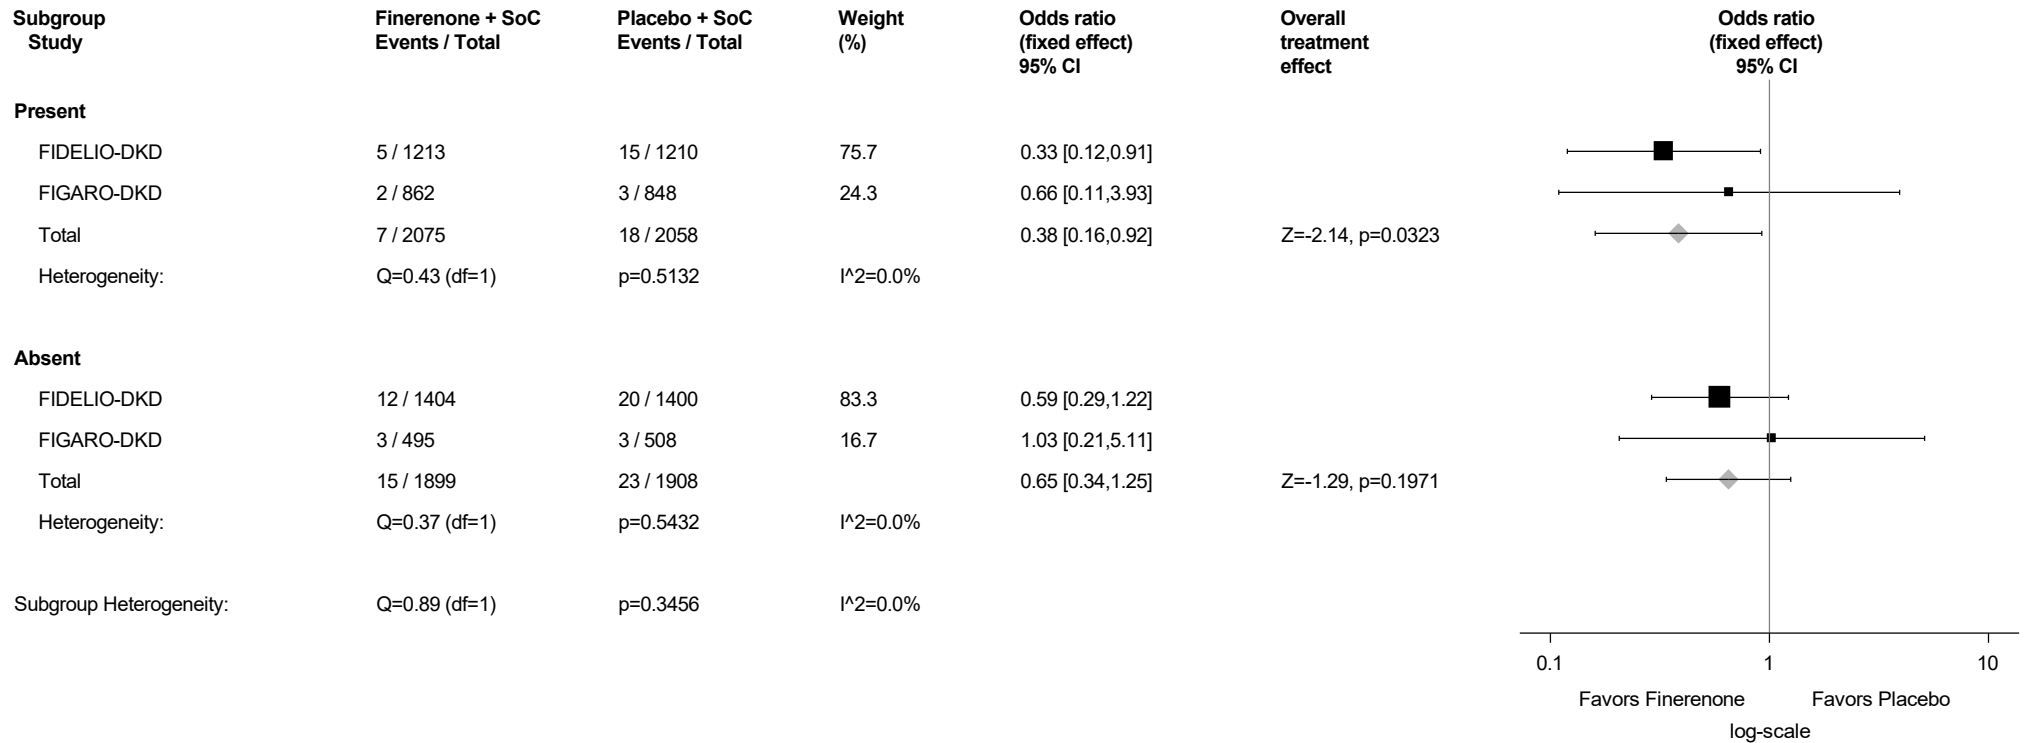 Subgroup Finerenone + SoC Placebo + SoC Weight Odds ratio Overall Odds ratio
Study Events / Total Events / Total (%) (fixed effect) treatment (fixed effect)
95% CI effect 95% CI
Present
FIDELIO-DKD 5 / 1213 15 / 1210 75.7 0.33 [0.12,0.91]
FIGARO-DKD 2 / 862 3 / 848 24.3 0.66 [0.11,3.93]
Total 7 / 2075 18 / 2058 0.38 [0.16,0.92] Z=-2.14, p=0.0323
Heterogeneity: Q=0.43 (df=1) p=0.5132 I^2=0.0%
Absent
FIDELIO-DKD 12 / 1404 20 / 1400 83.3 0.59 [0.29,1.22]
FIGARO-DKD 3 / 495 3 / 508 16.7 1.03 [0.21,5.11]
Total 15 / 1899 23 / 1908 0.65 [0.34,1.25] Z=-1.29, p=0.1971
Heterogeneity: Q=0.37 (df=1) p=0.5432 I^2=0.0%
Subgroup Heterogeneity: Q=0.89 (df=1) p=0.3456 I^2=0.0%
0.1 1 10
Favors Finerenone Favors Placebo
log-scale